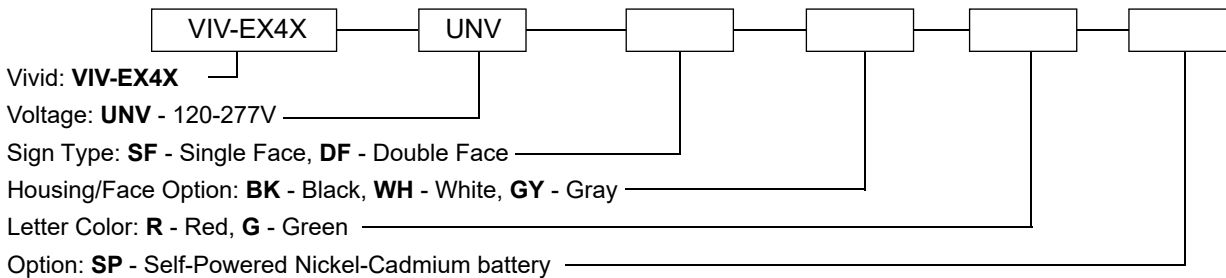 VIV-EX4X UNV
Vivid: VIV-EX4X
Voltage: UNV - 120-277V
Sign Type: SF - Single Face, DF - Double Face
Housing/Face Option: BK - Black, WH - White, GY - Gray
Letter Color: R - Red, G - Green
Option: SP - Self-Powered Nickel-Cadmium battery